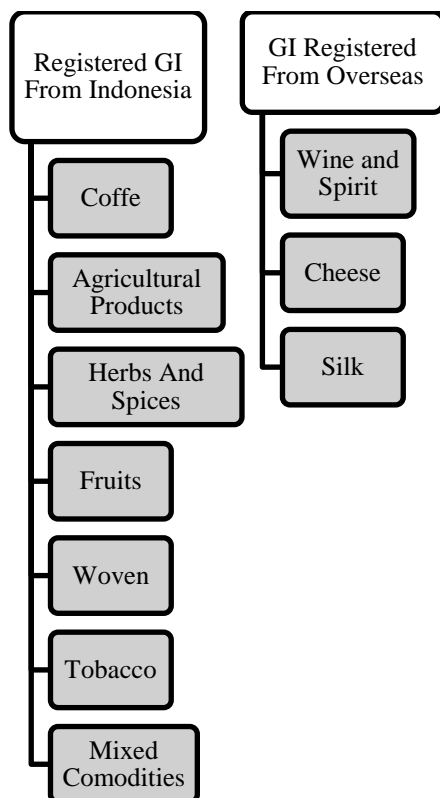 Registered GI
From Indonesia
Coffe
Agricultural
Products
Herbs And
Spices
Fruits
Woven
Tobacco
Mixed
Comodities
GI Registered
From Overseas
Wine and
Spirit
Cheese
Silk